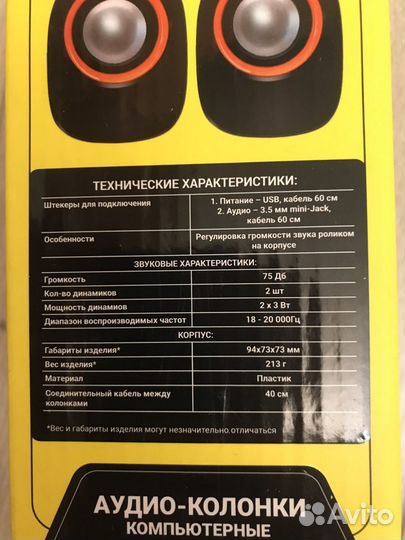 ТЕХНИЧЕСКИЕ ХАРАКТЕРИСТИКИ:
Штекеры для подключения 1. Питание – USB, кабель 60 см
2. Аудио – 3.5 мм mini-Jack,
кабель 60 см
Особенности Регулировка громкости звука роликом
на корпусе
ЗВУКОВЫЕ ХАРАКТЕРИСТИКИ:
Громкость 75 Дб
Кол-во динамиков 2 шт
Мощность динамиов 2 х 3 Вт
Диапазон воспроизводимых частот 18 - 20 000Гц
КОРПУС:
Габариты изделия* 94х73х73 мм
Вес изделия* 213 г
Материал Пластик
Соединительный кабель между 40 см
колонками
*Вес и габариты изделия могут незначительно отличаться
АУДИО-КОЛОНКИ
КОМПЬЮТЕРНЫЕ
Avito